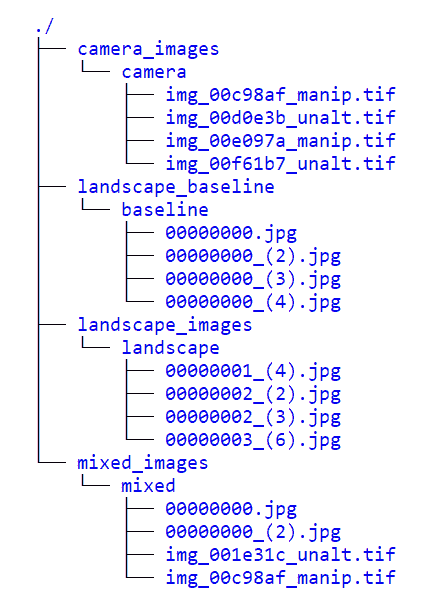 ./
camera_images
camera
img_00c98af_manip.tif
img_00d0e3b_unalt.tif
img_00e097a_manip.tif
img_00f61b7_unalt.tif
landscape_baseline
baseline
00000000.jpg
00000000_(2).jpg
00000000_(3).jpg
00000000_(4).jpg
landscape_images
landscape
00000001_(4).jpg
00000002_(2).jpg
00000002_(3).jpg
00000003_(6).jpg
mixed_images
mixed
00000000.jpg
00000000_(2).jpg
img_001e31c_unalt.tif
img_00c98af_manip.tif